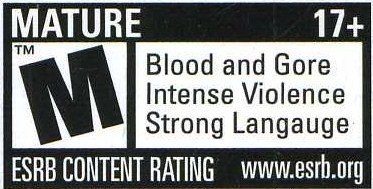 MATURE 17+
TM
M
Blood and Gore
Intense Violence
Strong Langauge
ESRB CONTENT RATING www.esrb.org